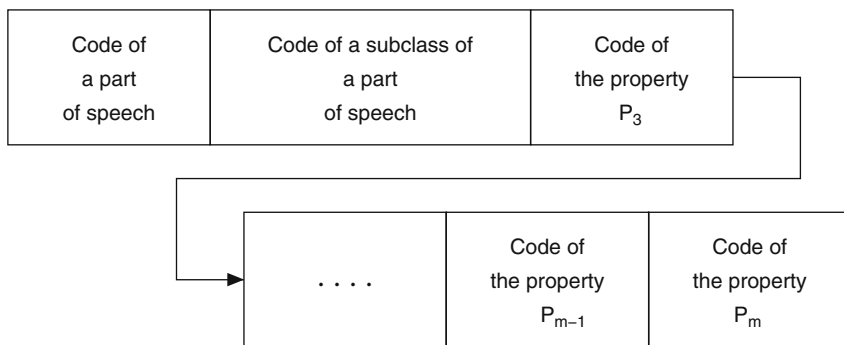 Code of
a part
of speech
Code of a subclass of
a part
of speech
Code of
the property
P₃
. . . .
Code of
the property
Pₘ₋₁
Code of
the property
Pₘ